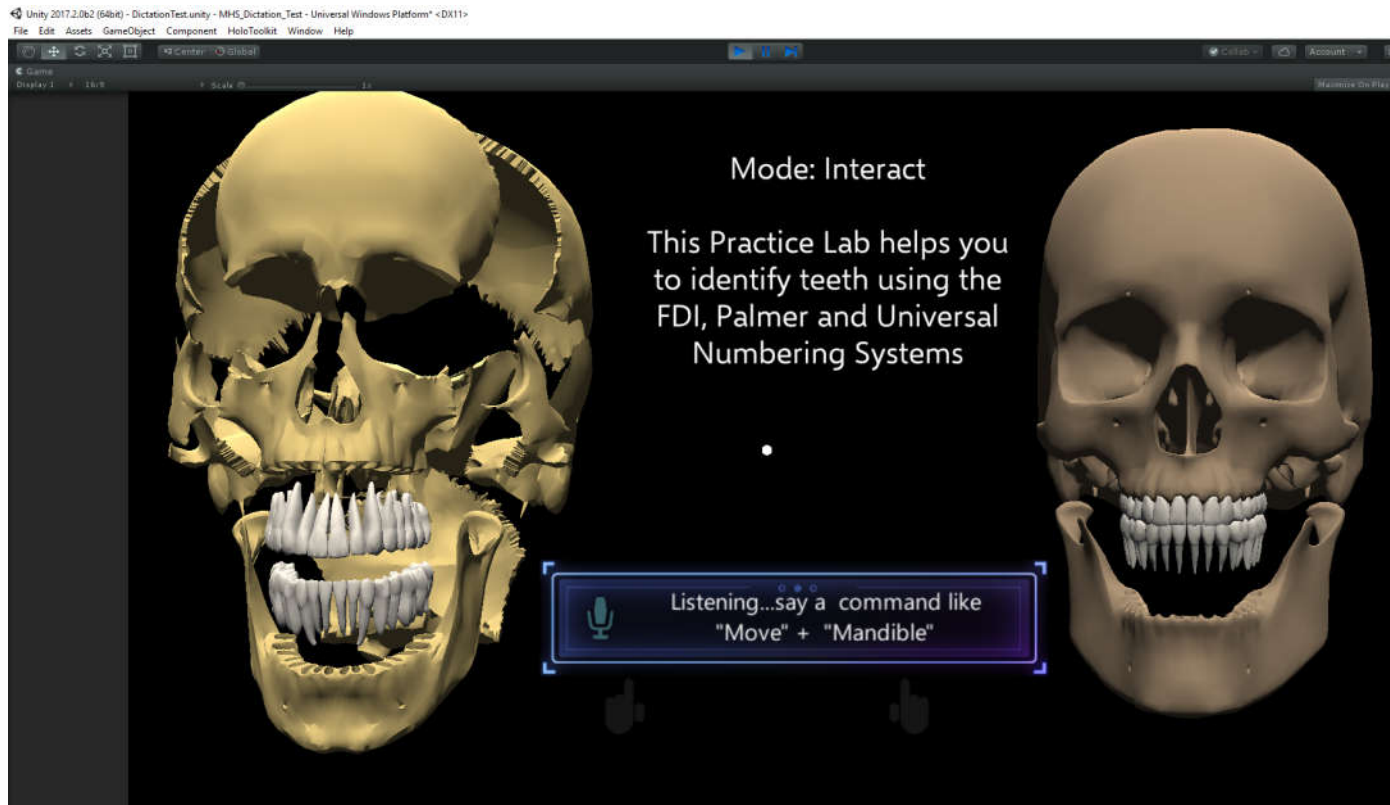 Unity 2017.2.0b2 (64bit) - DictationTest.unity - MHS_Dictation_Test - Universal Windows Platform* <DX11>
File Edit Assets GameObject Component HoloToolkit Window Help
Center Global Collab Account
Game
Display 1 16:9 Scale 1x Maximize On Play
Mode: Interact
This Practice Lab helps you
to identify teeth using the
FDI, Palmer and Universal
Numbering Systems
Listening...say a command like
"Move" + "Mandible"